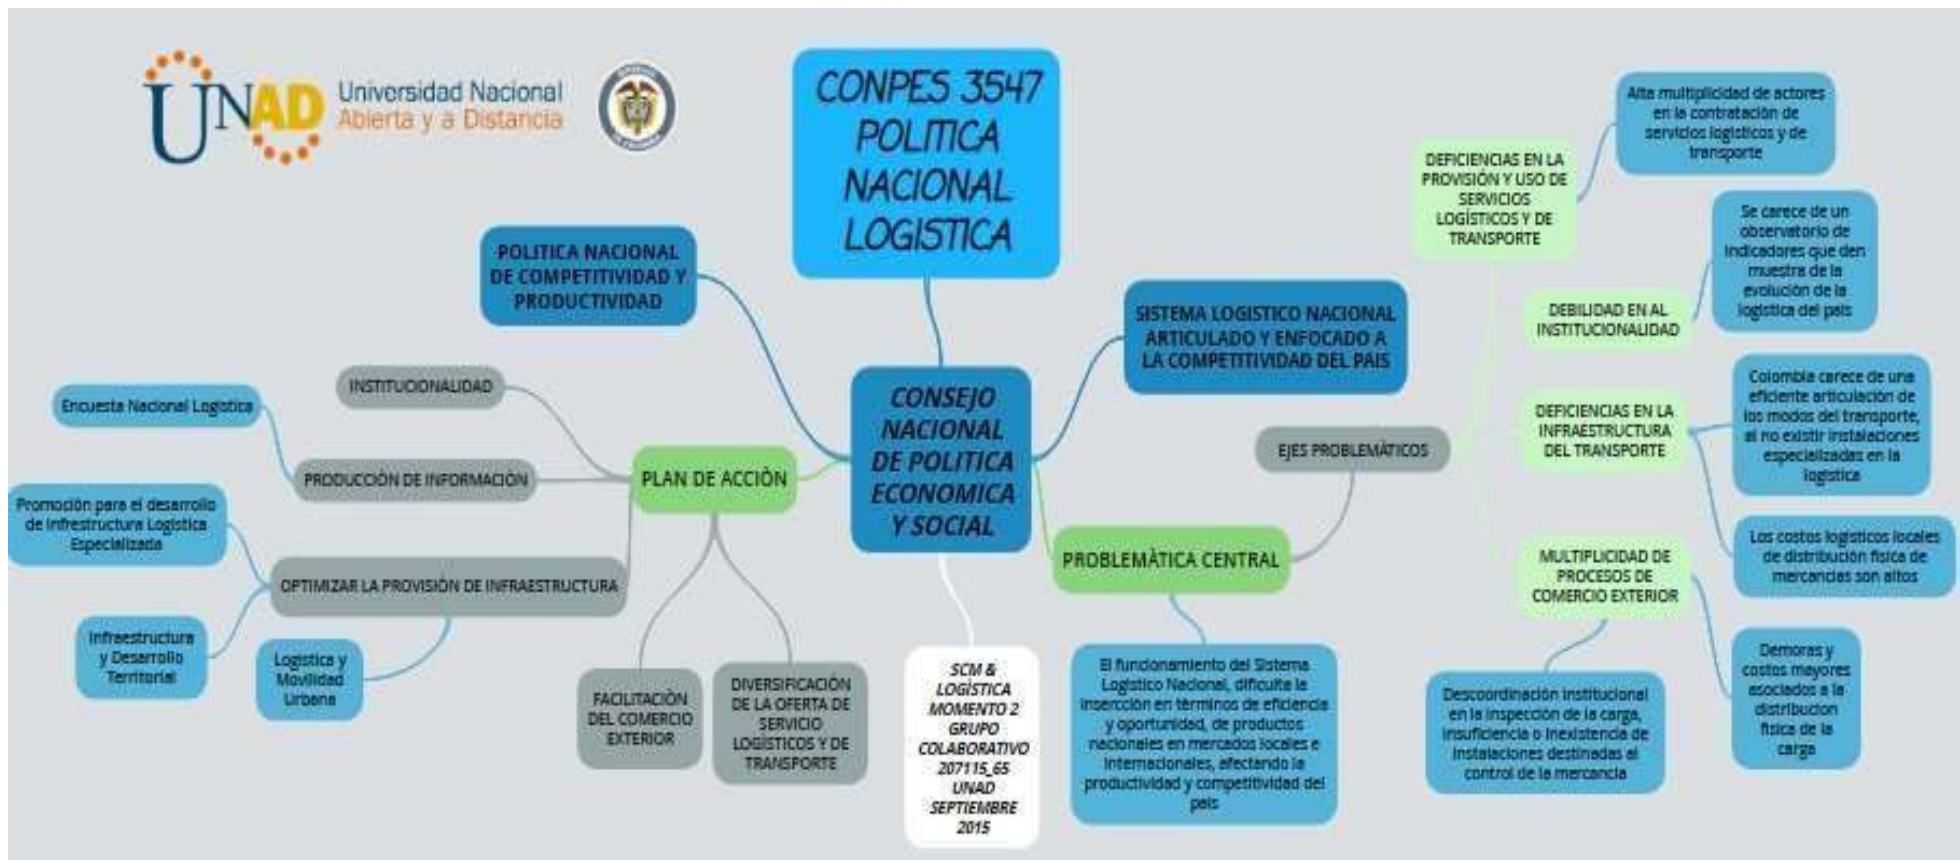 UNAD
Universidad Nacional
Abierta y a Distancia
CONPES 3547
POLITICA
NACIONAL
LOGISTICA
POLITICA NACIONAL
DE COMPETITIVIDAD Y
PRODUCTIVIDAD
SISTEMA LOGISTICO NACIONAL
ARTICULADO Y ENFOCADO A
LA COMPETITIVIDAD DEL PAIS
CONSEJO
NACIONAL
DE POLITICA
ECONOMICA
Y SOCIAL
PLAN DE ACCIÒN
INSTITUCIONALIDAD
PRODUCCIÒN DE INFORMACIÒN
Encuesta Nacional Logística
OPTIMIZAR LA PROVISIÓN DE INFRAESTRUCTURA
Promoción para el desarrollo
de Infrestructura Logística
Especializada
Infraestructura
y Desarrollo
Territorial
Logística y
Movilidad
Urbana
FACILITACIÒN
DEL COMERCIO
EXTERIOR
DIVERSIFICACIÒN
DE LA OFERTA DE
SERVICIO
LOGÍSTICOS Y DE
TRANSPORTE
SCM &
LOGÌSTICA
MOMENTO 2
GRUPO
COLABORATIVO
207115_65
UNAD
SEPTIEMBRE
2015
PROBLEMÀTICA CENTRAL
El funcionamiento del Sistema
Logístico Nacional, dificulta la
insercción en términos de eficiencia
y oportunidad, de productos
nacionales en mercados locales e
internacionales, afectando la
productividad y competitividad del
país
EJES PROBLEMÀTICOS
DEFICIENCIAS EN LA
PROVISIÓN Y USO DE
SERVICIOS
LOGÍSTICOS Y DE
TRANSPORTE
Alta multiplicidad de actores
en la contratación de
servicios logísticos y de
transporte
DEBILIDAD EN AL
INSTITUCIONALIDAD
Se carece de un
observatorio de
indicadores que den
muestra de la
evolución de la
logística del país
DEFICIENCIAS EN LA
INFRAESTRUCTURA
DEL TRANSPORTE
Colombia carece de una
eficiente articulación de
los modos del transporte,
al no existir instalaciones
especializadas en la
logística
Los costos logísticos locales
de distribución física de
mercancías son altos
MULTIPLICIDAD DE
PROCESOS DE
COMERCIO EXTERIOR
Descoordinación institucional
en la inspección de la carga,
insuficiencia o inexistencia de
instalaciones destinadas al
control de la mercancía
Demoras y
costos mayores
asociados a la
distribucion
física de la
carga